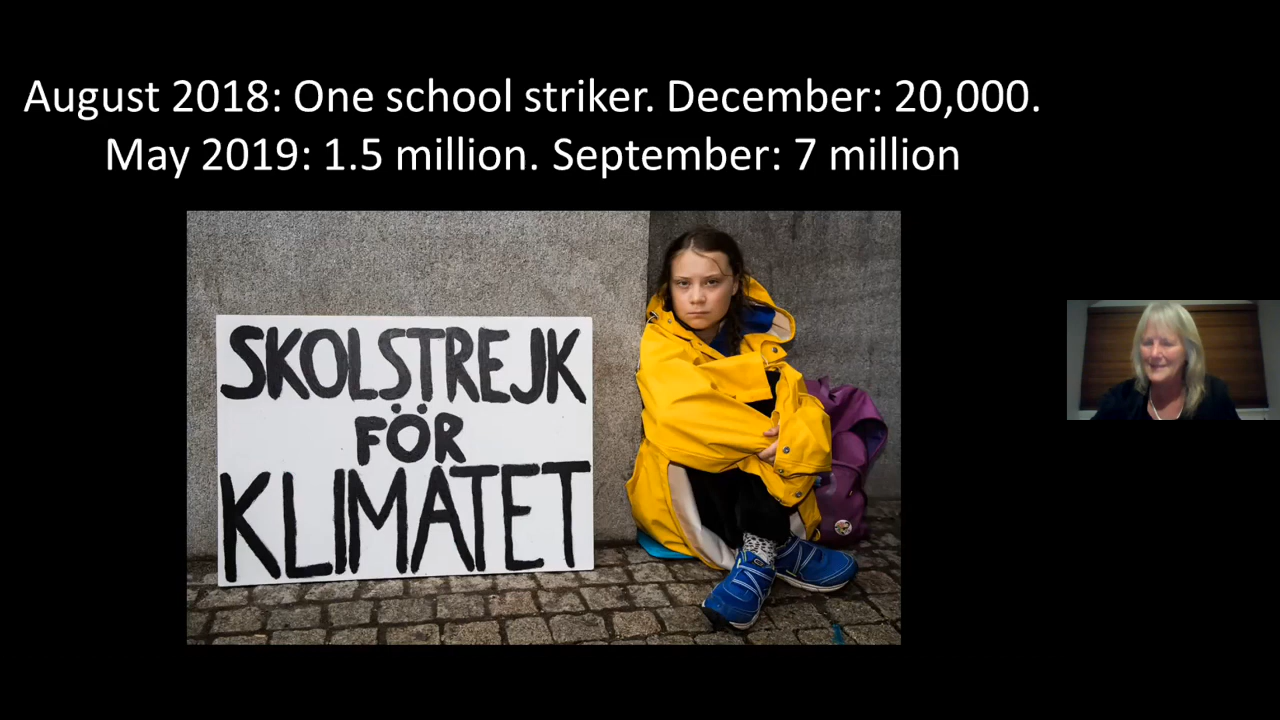 August 2018: One school striker. December: 20,000.
May 2019: 1.5 million. September: 7 million
SKOLSTREJK
FÖR
KLIMATET